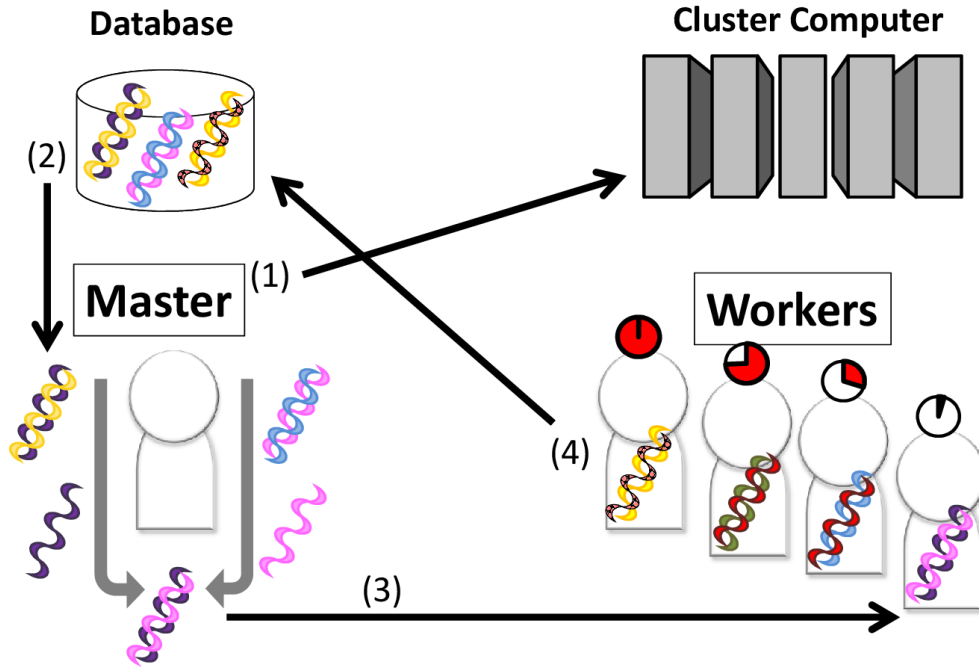 Database
Cluster Computer
(2)
(1)
Master
Workers
(4)
(3)